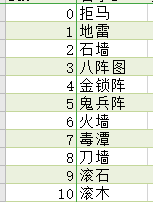 0 拒马
1 地雷
2 石墙
3 八阵图
4 金锁阵
5 鬼兵阵
6 火墙
7 毒潭
8 刀墙
9 滚石
10 滚木